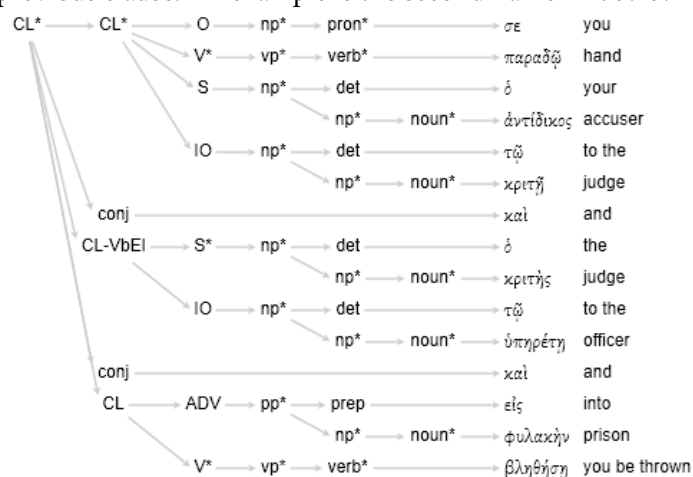 CL* CL* O np* pron* σε you
V* vp* verb* παραδῷ hand
S np* det ὁ your
np* noun* ἀντίδικος accuser
IO np* det τῷ to the
np* noun* κριτῇ judge
conj καὶ and
CL-VbEl S* np* det ὁ the
np* noun* κριτὴς judge
IO np* det τῷ to the
np* noun* ὑπηρέτῃ officer
conj καὶ and
CL ADV pp* prep εἰς into
np* noun* φυλακὴν prison
V* vp* verb* βληθήσῃ you be thrown